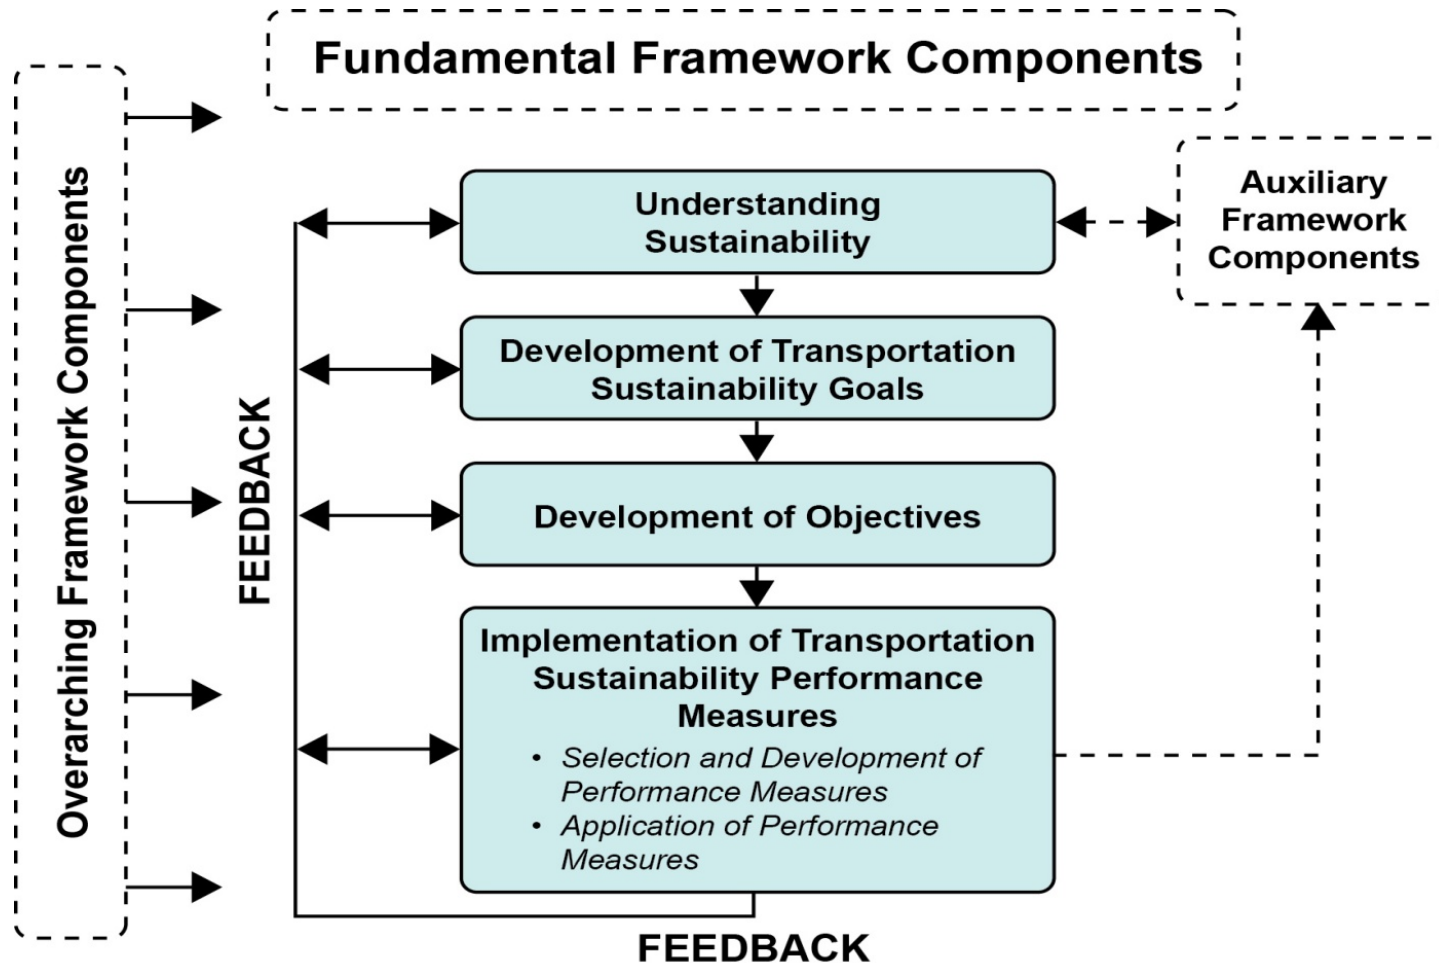 Fundamental Framework Components
Overarching Framework Components
Understanding
Sustainability
Auxiliary
Framework
Components
Development of Transportation
Sustainability Goals
FEEDBACK
Development of Objectives
Implementation of Transportation
Sustainability Performance
Measures
• Selection and Development of
Performance Measures
• Application of Performance
Measures
FEEDBACK